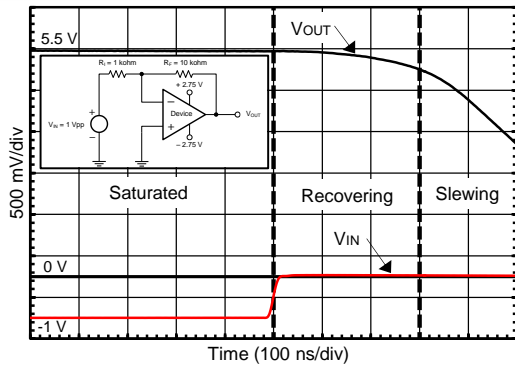 5.5 V
VOUT
RI = 1 kohm
RF = 10 kohm
+ 2.75 V
Device
VIN = 1 Vpp
+
−
−
+
VOUT
− 2.75 V
500 mV/div
Saturated
Recovering
Slewing
VIN
0 V
-1 V
Time (100 ns/div)